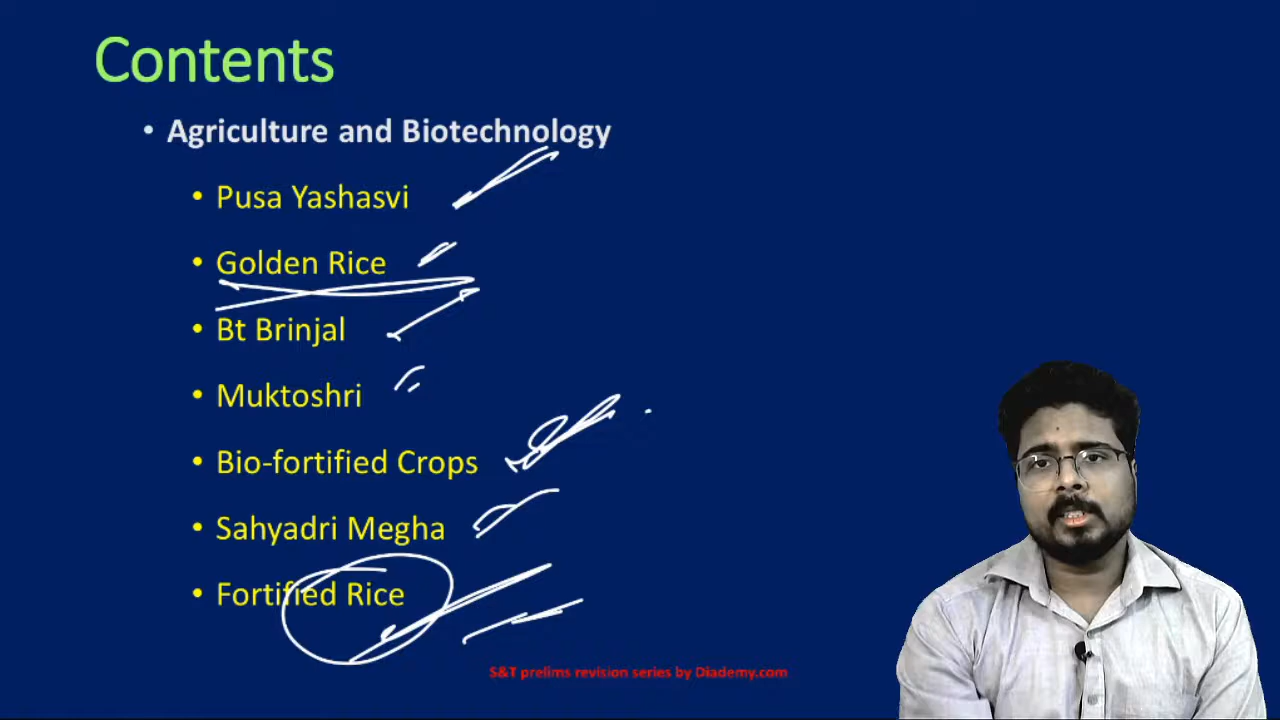 Contents
• Agriculture and Biotechnology
• Pusa Yashasvi
• Golden Rice
• Bt Brinjal
• Muktoshri
• Bio-fortified Crops
• Sahyadri Megha
• Fortified Rice
S&T prelims revision series by Diademy.com